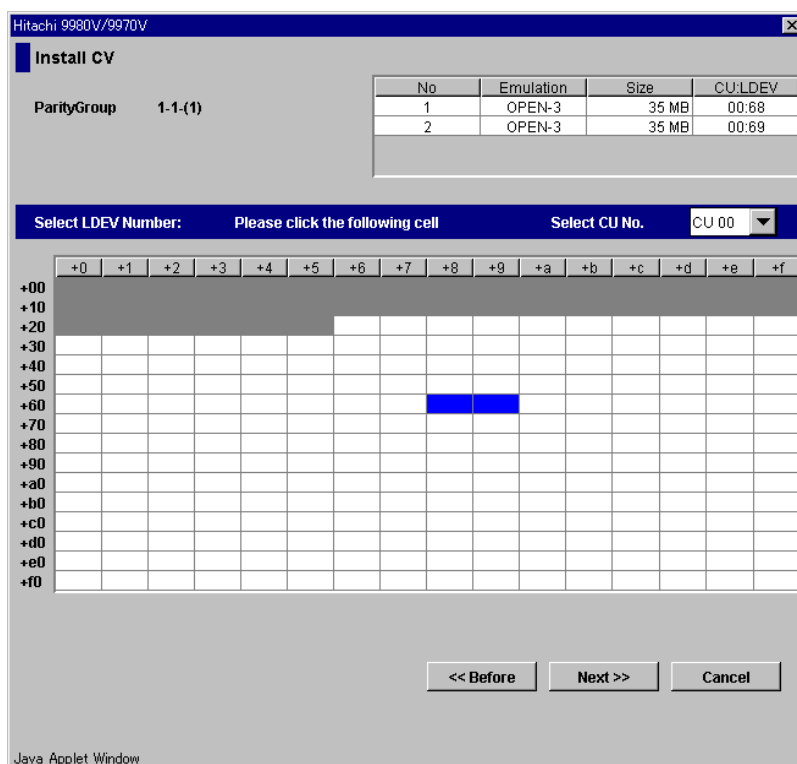 Hitachi 9980V/9970V
Install CV
ParityGroup 1-1-(1)
No Emulation Size CU:LDEV
1 OPEN-3 35 MB 00:68
2 OPEN-3 35 MB 00:69
Select LDEV Number: Please click the following cell Select CU No. CU 00
+0 +1 +2 +3 +4 +5 +6 +7 +8 +9 +a +b +c +d +e +f
+00
+10
+20
+30
+40
+50
+60
+70
+80
+90
+a0
+b0
+c0
+d0
+e0
+f0
<< Before Next >> Cancel
Java Applet Window